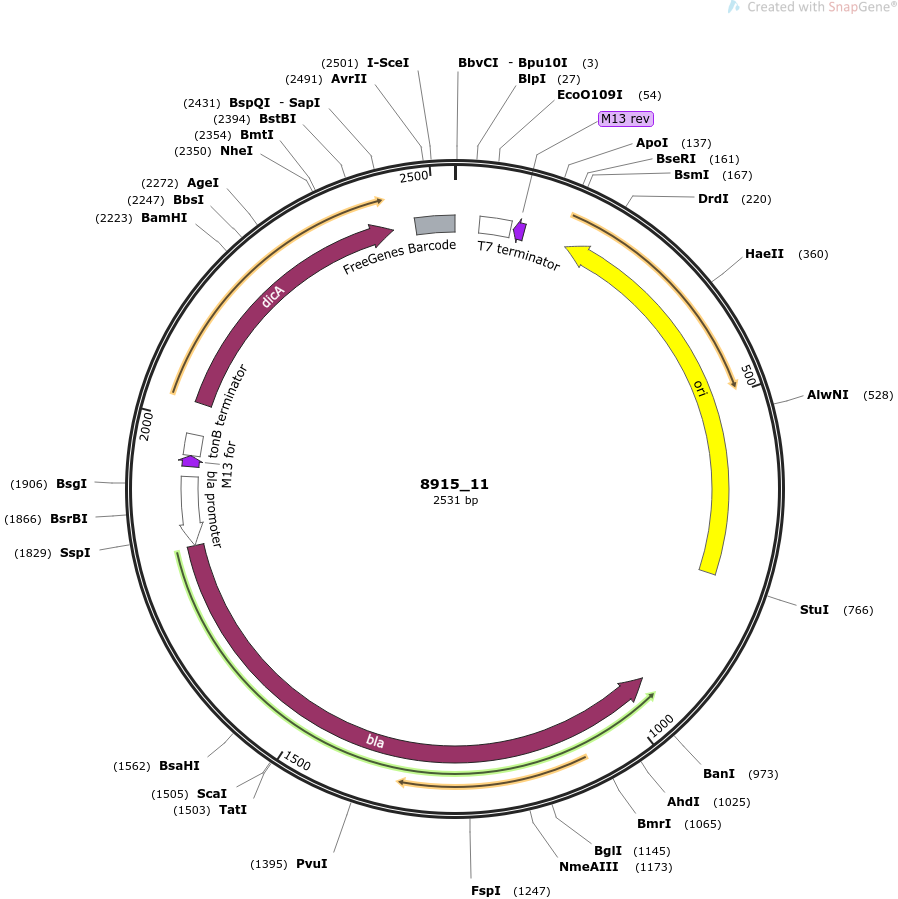 Created with SnapGene®
(2501) I-SceI
BbvCI - Bpu10I (3)
(2491) AvrII
BlpI (27)
EcoO109I (54)
(2431) BspQI - SapI
(2394) BstBI
M13 rev
(2354) BmtI
ApoI (137)
(2350) NheI
BseRI (161)
BsmI (167)
2500
(2272) AgeI
DrdI (220)
(2247) BbsI
(2223) BamHI
FreeGenes Barcode
T7 terminator
HaeII (360)
dicA
500
ori
AlwNI (528)
2000
tonB terminator
M13 for
bla promoter
(1906) BsgI
8915_11
2531 bp
(1866) BsrBI
(1829) SspI
StuI (766)
1000
bla
1500
(1562) BsaHI
BanI (973)
(1505) ScaI
AhdI (1025)
(1503) TatI
BmrI (1065)
BglI (1145)
(1395) PvuI
NmeAIII (1173)
FspI (1247)